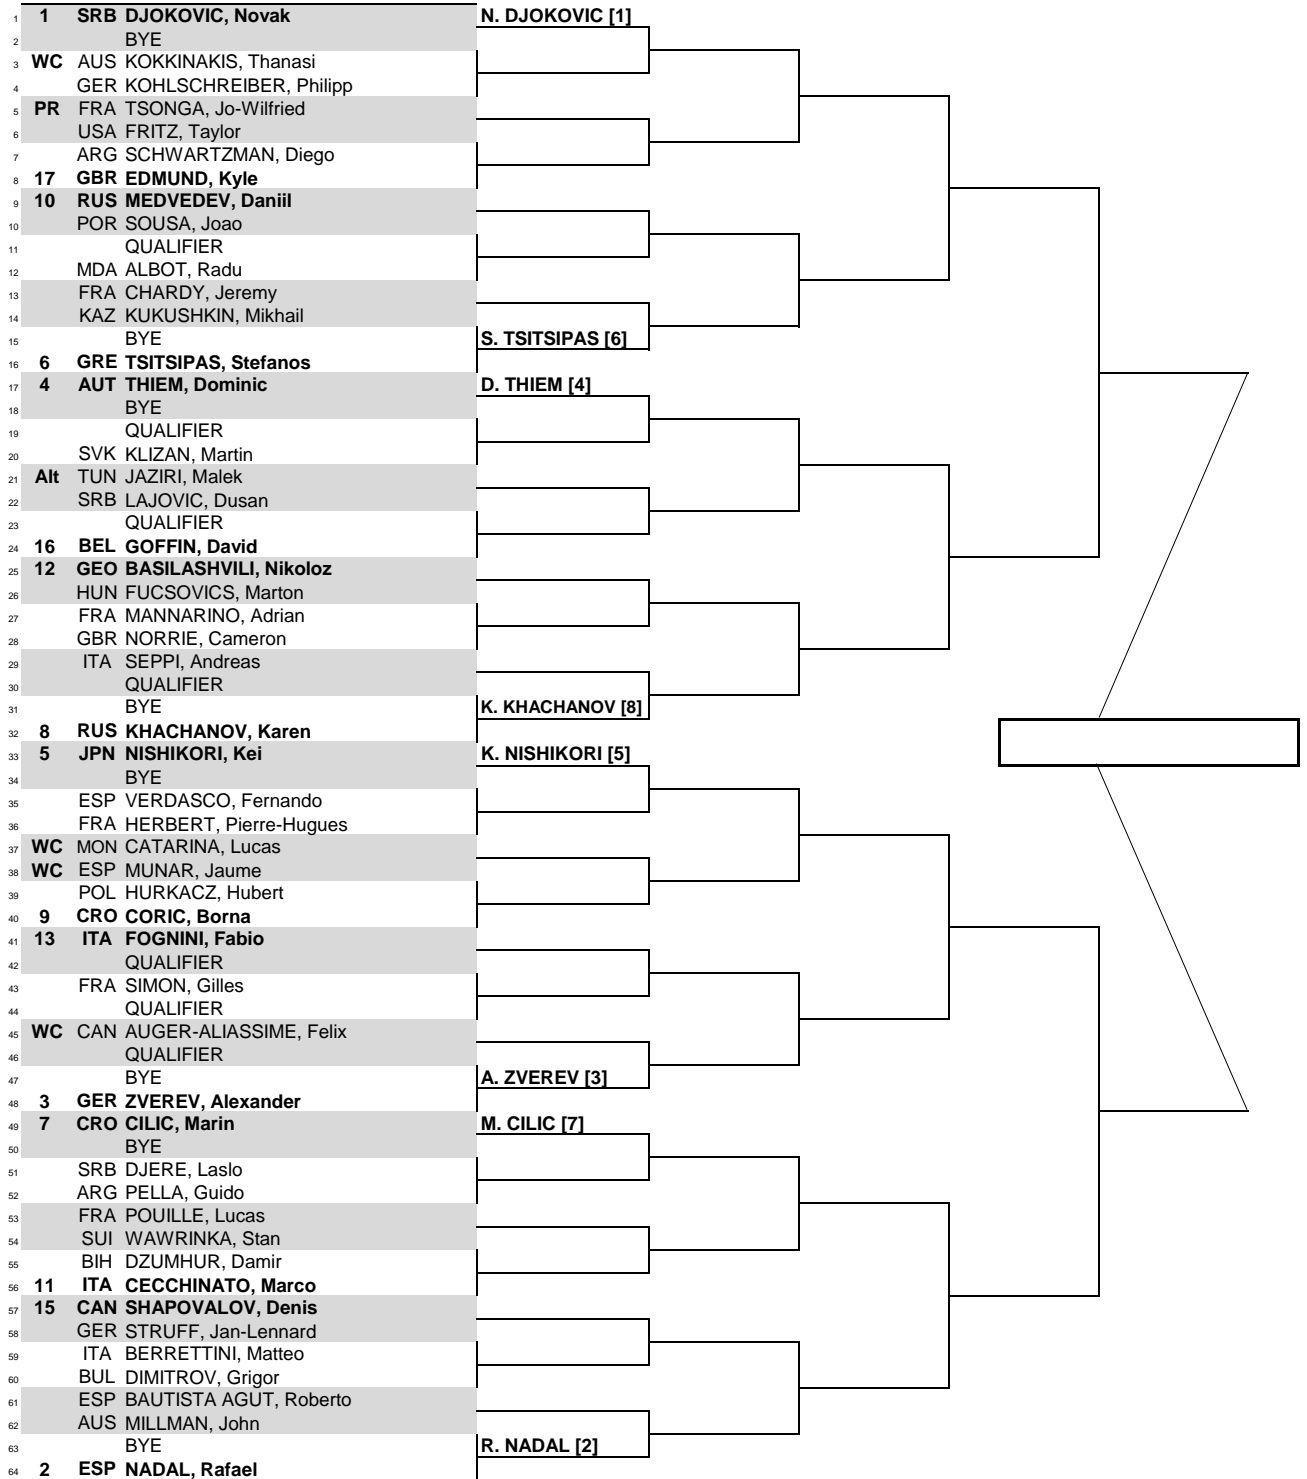 1 1 SRB DJOKOVIC, Novak N. DJOKOVIC [1]
2 BYE
3 WC AUS KOKKINAKIS, Thanasi
4 GER KOHLSCHREIBER, Philipp
5 PR FRA TSONGA, Jo-Wilfried
6 USA FRITZ, Taylor
7 ARG SCHWARTZMAN, Diego
8 17 GBR EDMUND, Kyle
9 10 RUS MEDVEDEV, Daniil
10 POR SOUSA, Joao
11 QUALIFIER
12 MDA ALBOT, Radu
13 FRA CHARDY, Jeremy
14 KAZ KUKUSHKIN, Mikhail
15 BYE S. TSITSIPAS [6]
16 6 GRE TSITSIPAS, Stefanos
17 4 AUT THIEM, Dominic D. THIEM [4]
18 BYE
19 QUALIFIER
20 SVK KLIZAN, Martin
21 Alt TUN JAZIRI, Malek
22 SRB LAJOVIC, Dusan
23 QUALIFIER
24 16 BEL GOFFIN, David
25 12 GEO BASILASHVILI, Nikoloz
26 HUN FUCSOVICS, Marton
27 FRA MANNARINO, Adrian
28 GBR NORRIE, Cameron
29 ITA SEPPI, Andreas
30 QUALIFIER
31 BYE K. KHACHANOV [8]
32 8 RUS KHACHANOV, Karen
33 5 JPN NISHIKORI, Kei K. NISHIKORI [5]
34 BYE
35 ESP VERDASCO, Fernando
36 FRA HERBERT, Pierre-Hugues
37 WC MON CATARINA, Lucas
38 WC ESP MUNAR, Jaume
39 POL HURKACZ, Hubert
40 9 CRO CORIC, Borna
41 13 ITA FOGNINI, Fabio
42 QUALIFIER
43 FRA SIMON, Gilles
44 QUALIFIER
45 WC CAN AUGER-ALIASSIME, Felix
46 QUALIFIER
47 BYE A. ZVEREV [3]
48 3 GER ZVEREV, Alexander
49 7 CRO CILIC, Marin M. CILIC [7]
50 BYE
51 SRB DJERE, Laslo
52 ARG PELLA, Guido
53 FRA POUILLE, Lucas
54 SUI WAWRINKA, Stan
55 BIH DZUMHUR, Damir
56 11 ITA CECCHINATO, Marco
57 15 CAN SHAPOVALOV, Denis
58 GER STRUFF, Jan-Lennard
59 ITA BERRETTINI, Matteo
60 BUL DIMITROV, Grigor
61 ESP BAUTISTA AGUT, Roberto
62 AUS MILLMAN, John
63 BYE R. NADAL [2]
64 2 ESP NADAL, Rafael